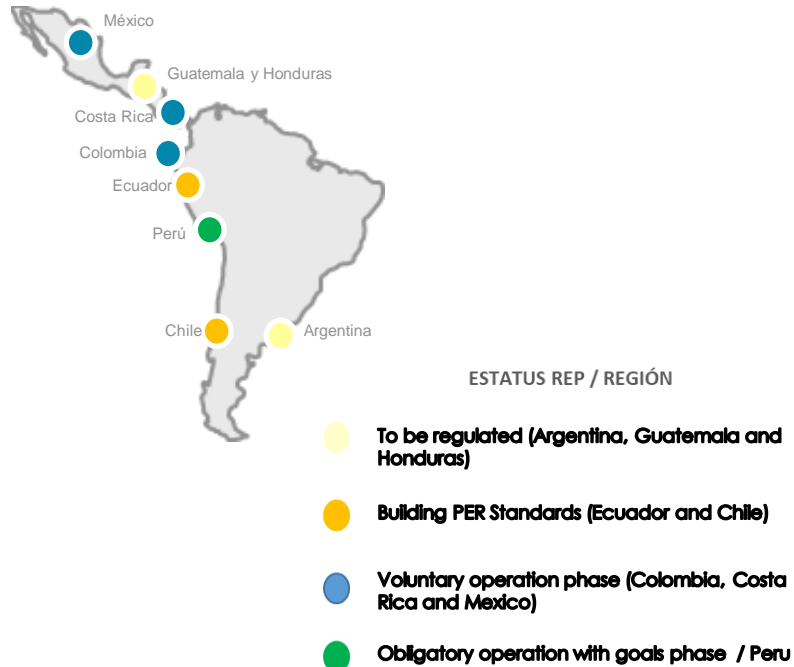 México
Guatemala y Honduras
Costa Rica
Colombia
Ecuador
Perú
Chile
Argentina
ESTATUS REP / REGIÓN
To be regulated (Argentina, Guatemala and
Honduras)
Building PER Standards (Ecuador and Chile)
Voluntary operation phase (Colombia, Costa
Rica and Mexico)
Obligatory operation with goals phase / Peru